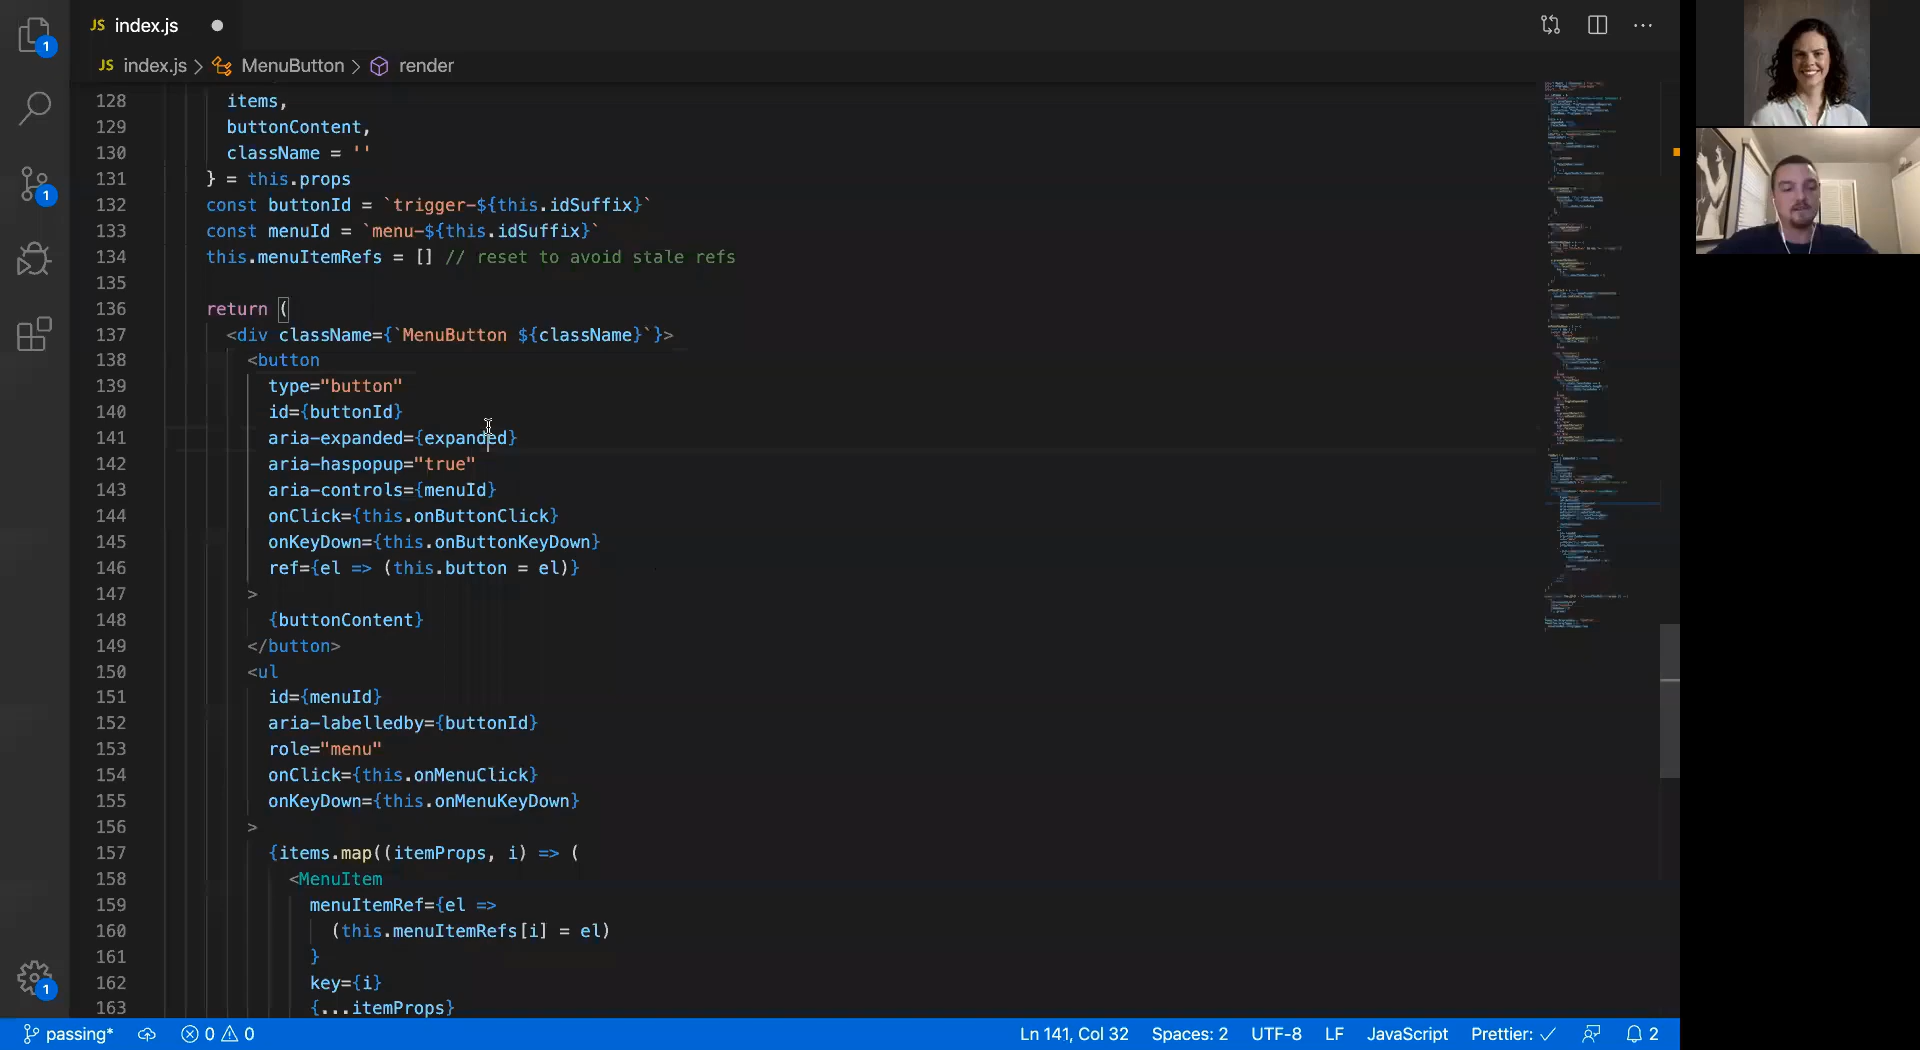 1
JS index.js
JS index.js > MenuButton > render
128 items,
129 buttonContent,
130 className = ''
131 } = this.props
132 const buttonId = `trigger-${this.idSuffix}`
133 const menuId = `menu-${this.idSuffix}`
134 this.menuItemRefs = [] // reset to avoid stale refs
135
136 return (
137 <div className={`MenuButton ${className}`}>
138 <button
139 type="button"
140 id={buttonId}
141 aria-expanded={expanded}
142 aria-haspopup="true"
143 aria-controls={menuId}
144 onClick={this.onButtonClick}
145 onKeyDown={this.onButtonKeyDown}
146 ref={el => (this.button = el)}
147 >
148 {buttonContent}
149 </button>
150 <ul
151 id={menuId}
152 aria-labelledby={buttonId}
153 role="menu"
154 onClick={this.onMenuClick}
155 onKeyDown={this.onMenuKeyDown}
156 >
157 {items.map((itemProps, i) => (
158 <MenuItem
159 menuItemRef={el =>
160 (this.menuItemRefs[i] = el)
161 }
162 key={i}
163 {...itemProps}
1
1
passing* 0 0 Ln 141, Col 32 Spaces: 2 UTF-8 LF JavaScript Prettier: ✓ 2